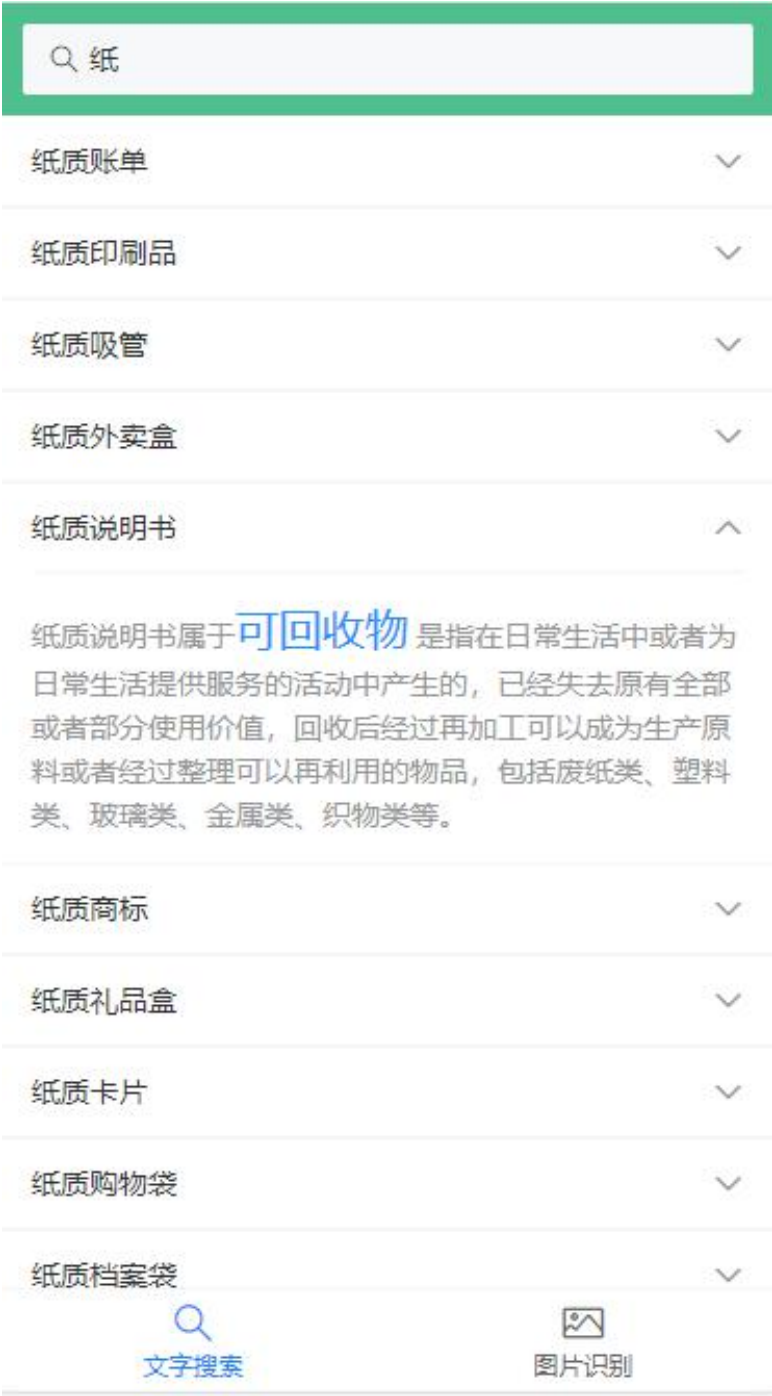 纸
纸质账单
纸质印刷品
纸质吸管
纸质外卖盒
纸质说明书
纸质说明书属于可回收物 是指在日常生活中或者为
日常生活提供服务的活动中产生的，已经失去原有全部
或者部分使用价值，回收后经过再加工可以成为生产原
料或者经过整理可以再利用的物品，包括废纸类、塑料
类、玻璃类、金属类、织物类等。
纸质商标
纸质礼品盒
纸质卡片
纸质购物袋
纸质档案袋
文字搜索 图片识别